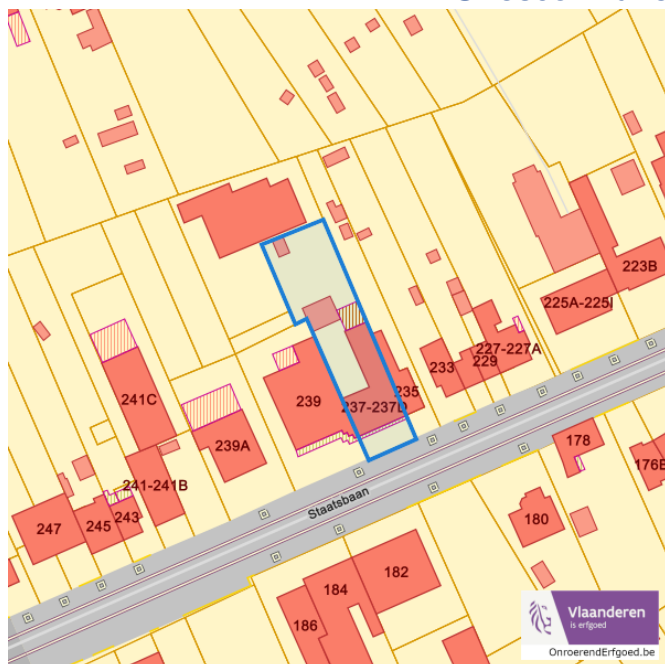 223B
225A-225I
227-227A
233
229
235
239
237-237D
241C
239A
178
176B
241-241B
Staatsbaan
247
245
243
180
182
184
186
Vlaanderen
is erfgoed
OnroerendErfgoed.be